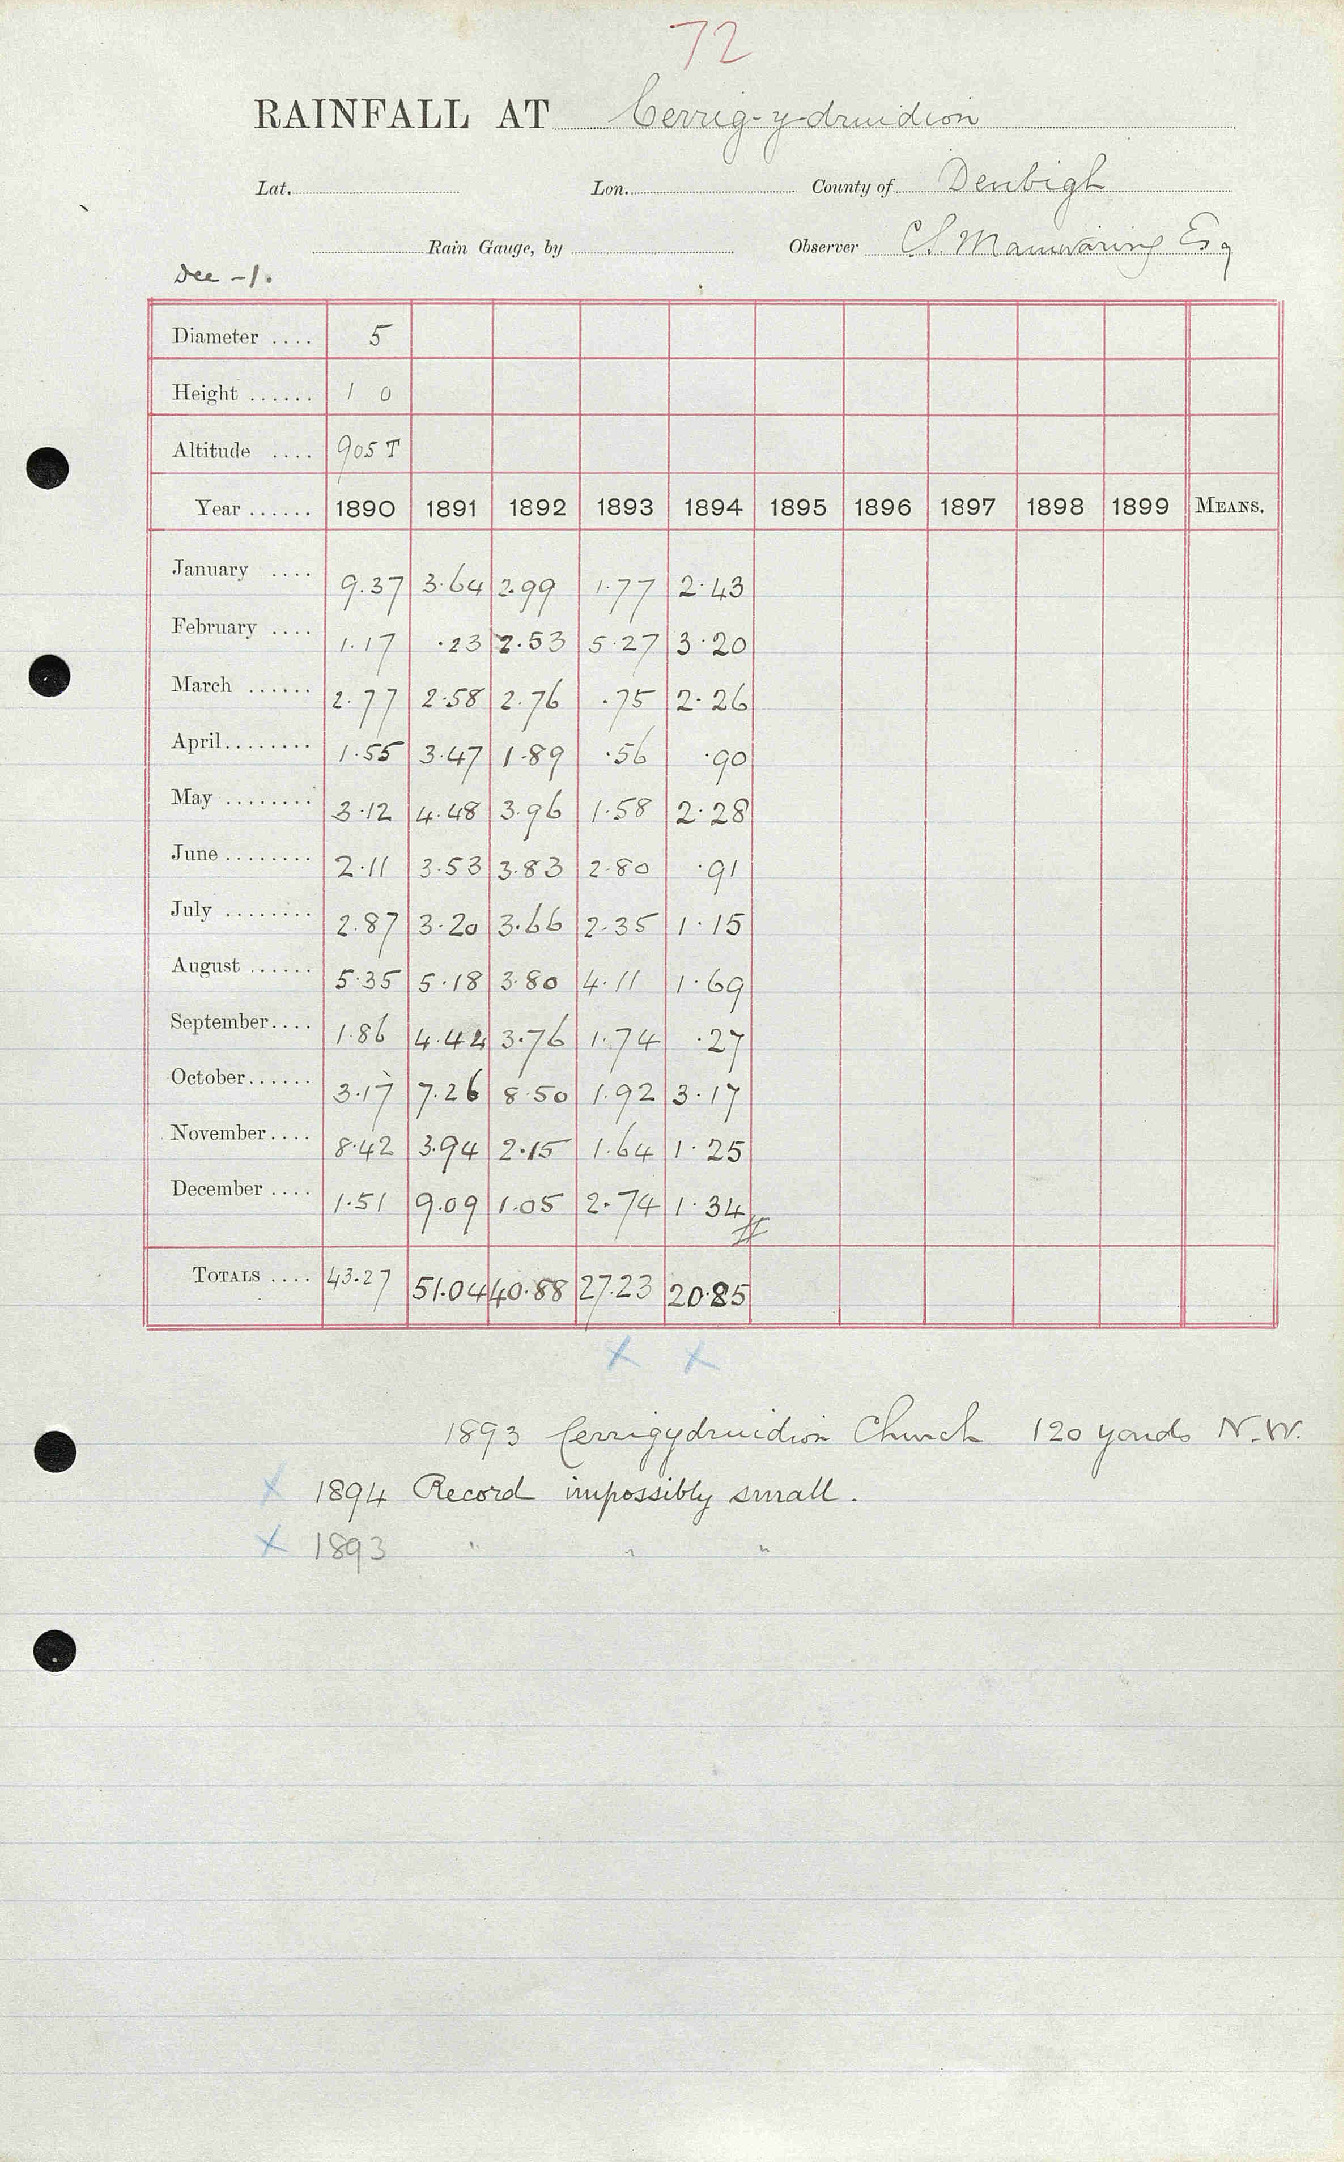 72
RAINFALL AT Cerrig-y-druidion
Lat. Lon. County of Denbigh
Rain Gauge, by Observer C.S. Mainwaring Esq
Dec - 1.
Diameter .... 5
Height ...... 1 0
Altitude .... 905 T
Year ...... 1890 1891 1892 1893 1894 1895 1896 1897 1898 1899 MEANS.
January .... 9.37 3.64 2.99 1.77 2.43
February .... 1.17 .23 2.53 5.27 3.20
March ...... 2.77 2.58 2.76 .75 2.26
April........ 1.55 3.47 1.89 .56 .90
May ........ 3.12 4.48 3.96 1.58 2.28
June ........ 2.11 3.53 3.83 2.80 .91
July ........ 2.87 3.20 3.66 2.35 1.15
August ...... 5.35 5.18 3.80 4.11 1.69
September.... 1.86 4.44 3.76 1.74 .27
October...... 3.17 7.26 8.50 1.92 3.17
November.... 8.42 3.94 2.15 1.64 1.25
December .... 1.51 9.09 1.05 2.74 1.34
TOTALS .... 43.27 51.04 40.88 27.23 20.85
x x
1893 Cerrigydruidion Church 120 yards N.W.
x 1894 Record impossibly small.
x 1893 " " "